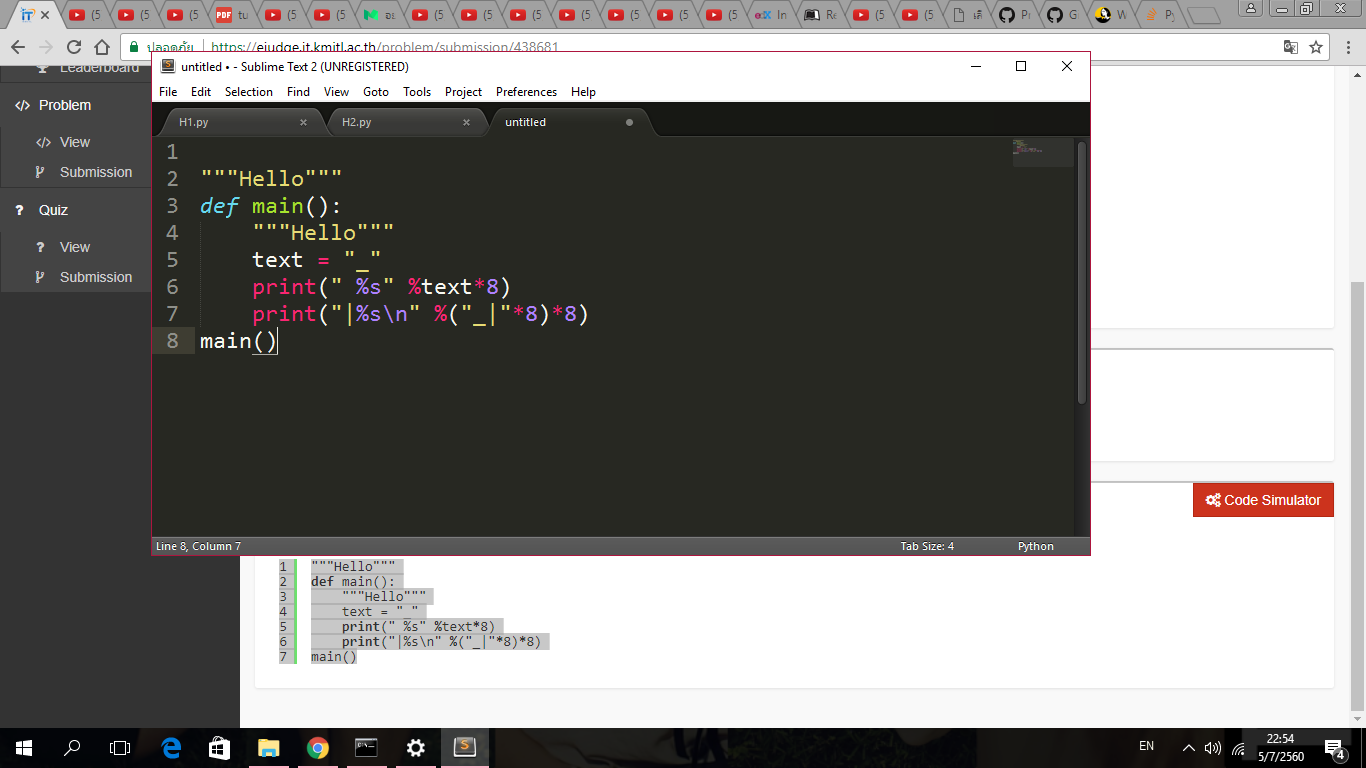 (5
(5
(5
PDF
tu
(5
(5
(5
(5
(5
(5
(5
(5
(5
(5
eX
In
Re
(5
(5
G
W
ปลอดภัย
https://ejudge.it.kmitl.ac.th/problem/submission/438681
Leaderboard
</> Problem
</> View
Submission
? Quiz
? View
Submission
untitled • - Sublime Text 2 (UNREGISTERED)
File Edit Selection Find View Goto Tools Project Preferences Help
H1.py × H2.py × untitled
1
2 """Hello"""
3 def main():
4     """Hello"""
5     text = "_"
6     print(" %s" %text*8)
7     print("|%s\n" %("_|"*8)*8)
8 main()
Line 8, Column 7
Tab Size: 4
Python
Code Simulator
1 """Hello"""
2 def main():
3     """Hello"""
4     text = "_"
5     print(" %s" %text*8)
6     print("|%s\n" %("_|"*8)*8)
7 main()
EN
22:54
5/7/2560
4